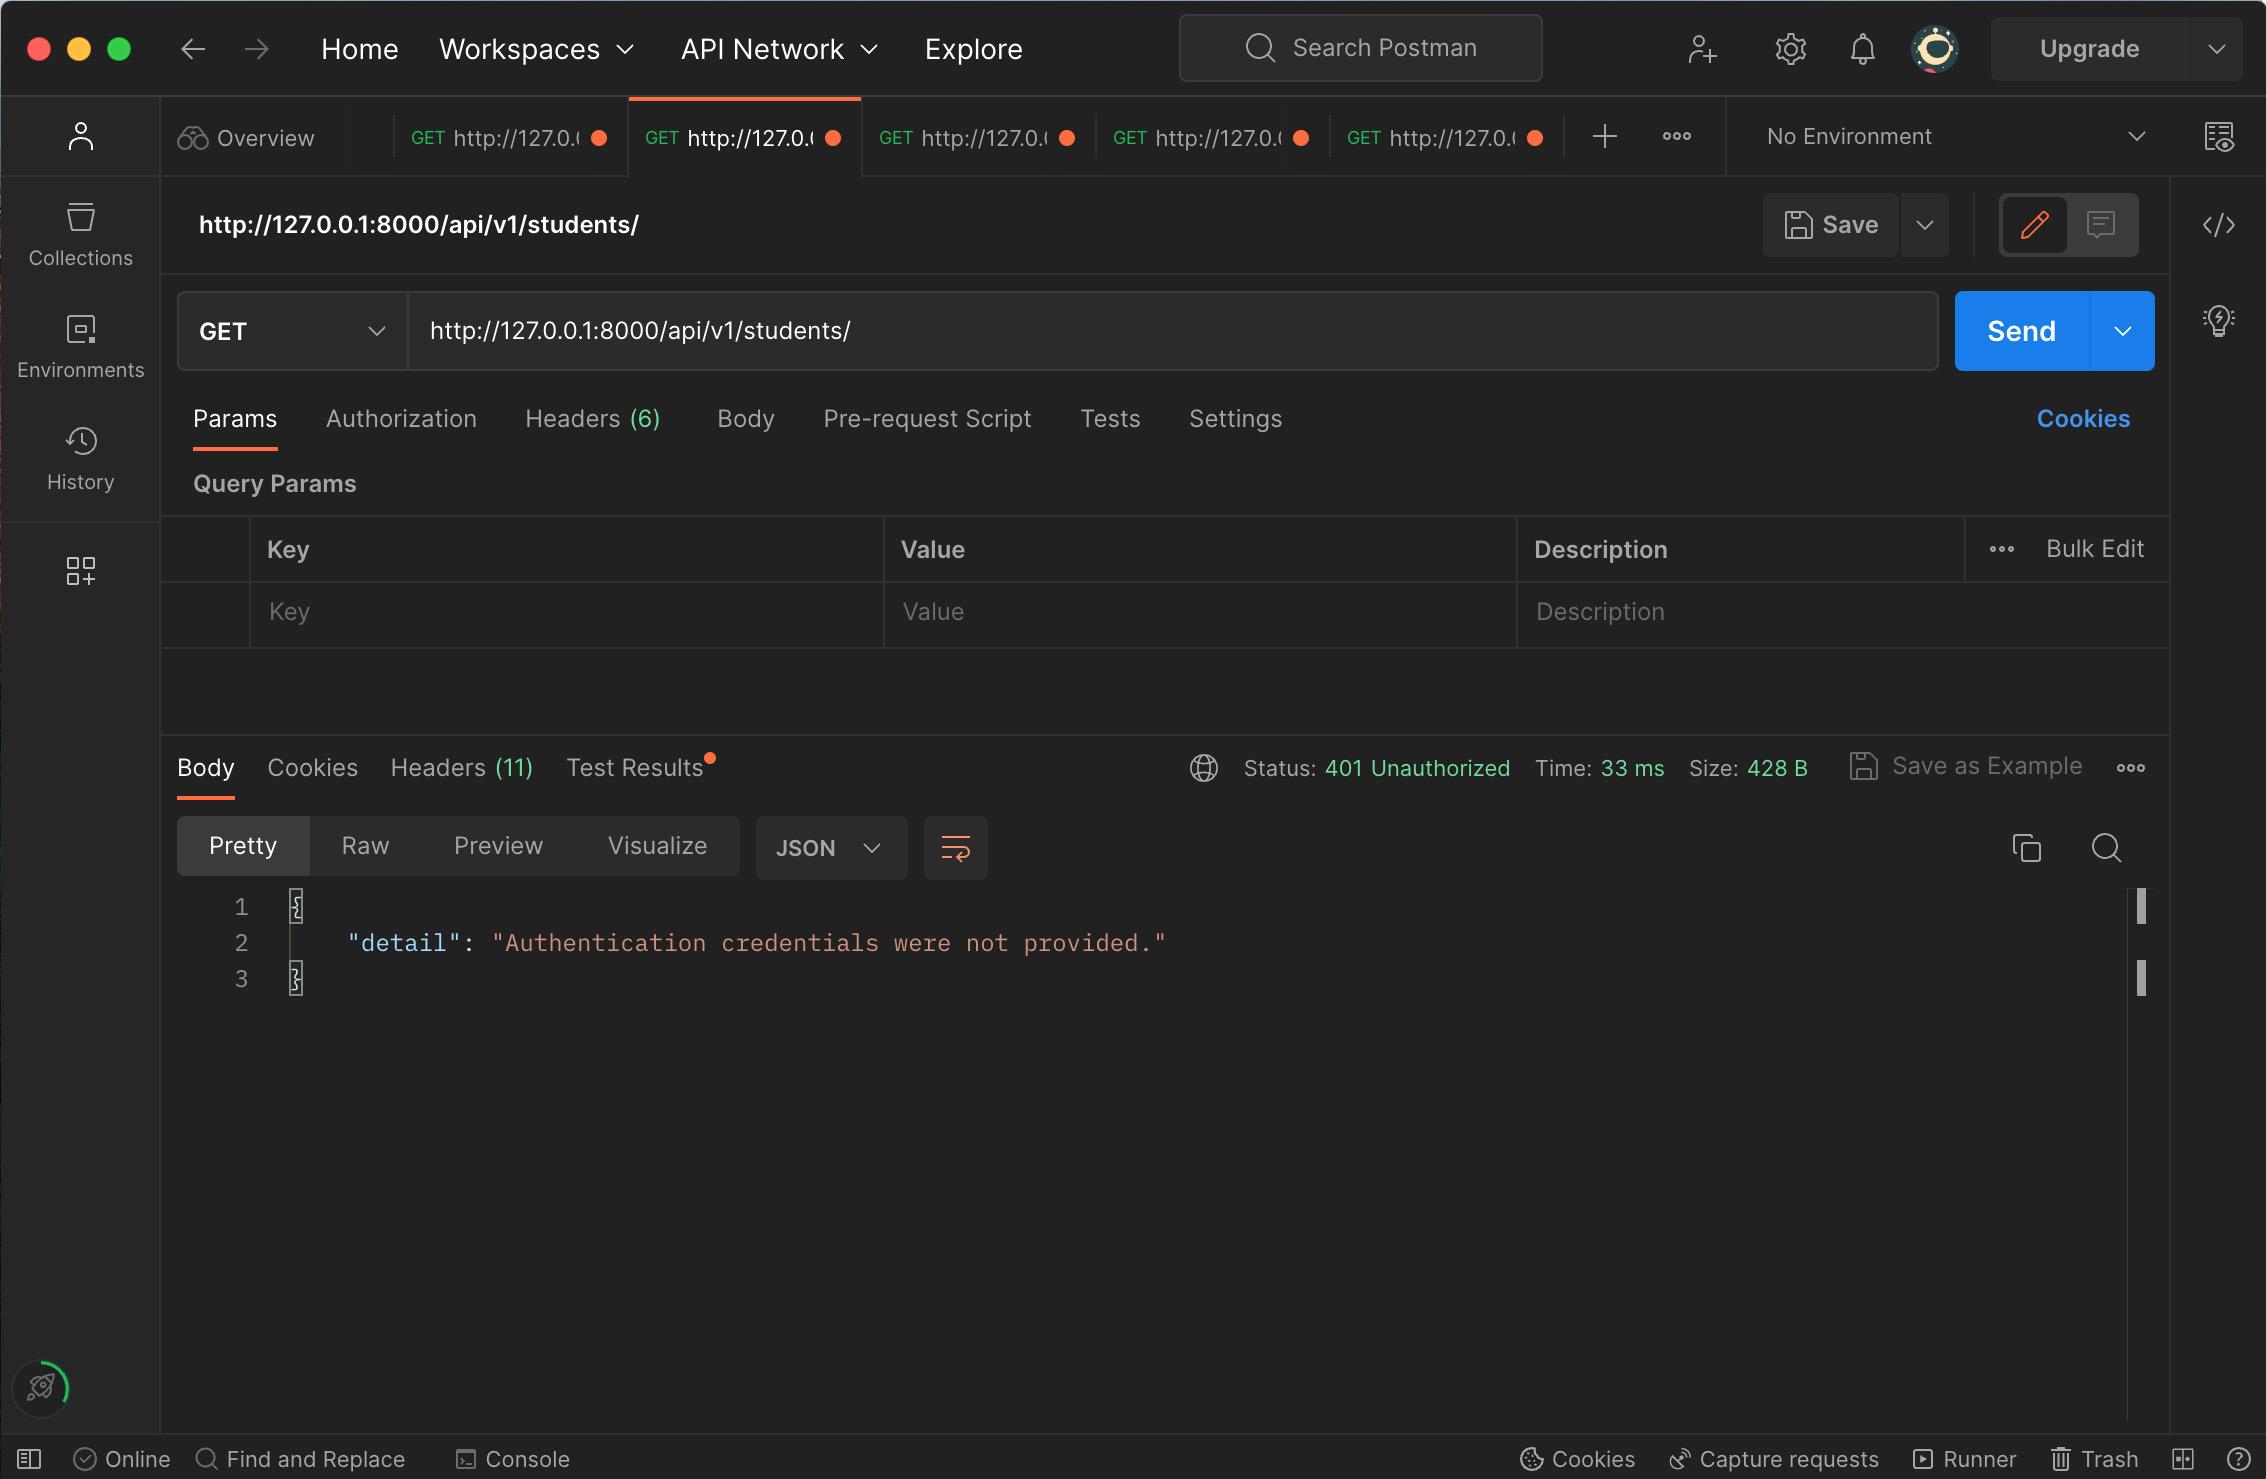 Home Workspaces API Network Explore Search Postman Upgrade
Overview GET http://127.0. GET http://127.0. GET http://127.0. GET http://127.0. GET http://127.0. No Environment
http://127.0.0.1:8000/api/v1/students/ Save
Collections
GET http://127.0.0.1:8000/api/v1/students/ Send
Environments
Params Authorization Headers (6) Body Pre-request Script Tests Settings Cookies
History
Query Params
Key Value Description Bulk Edit
Key Value Description
Body Cookies Headers (11) Test Results Status: 401 Unauthorized Time: 33 ms Size: 428 B Save as Example
Pretty Raw Preview Visualize JSON
1 {
2 "detail": "Authentication credentials were not provided."
3 }
Online Find and Replace Console Cookies Capture requests Runner Trash